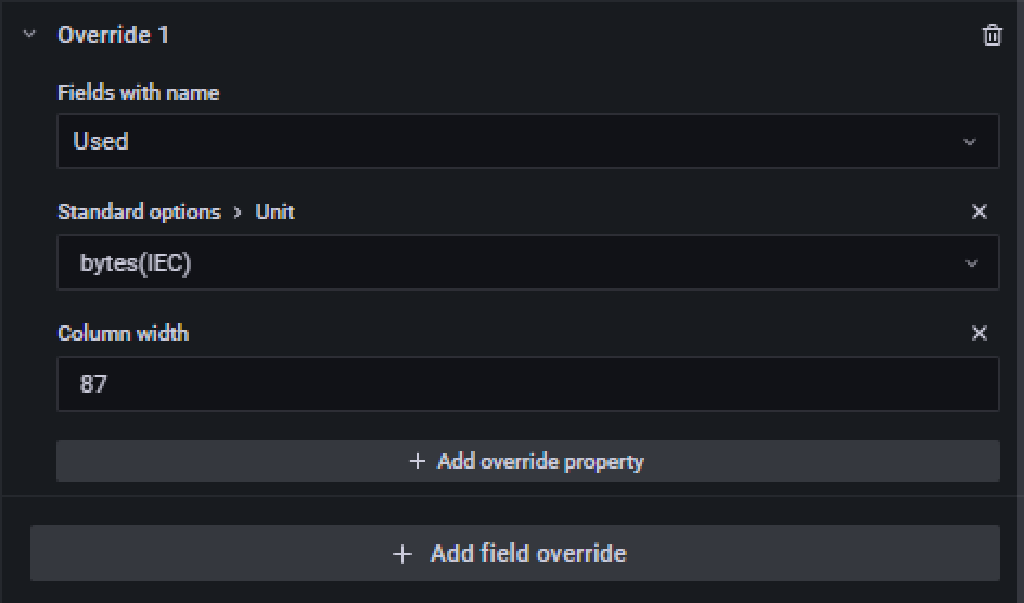 Override 1
Fields with name
Used
Standard options > Unit
bytes(IEC)
Column width
87
+ Add override property
+ Add field override